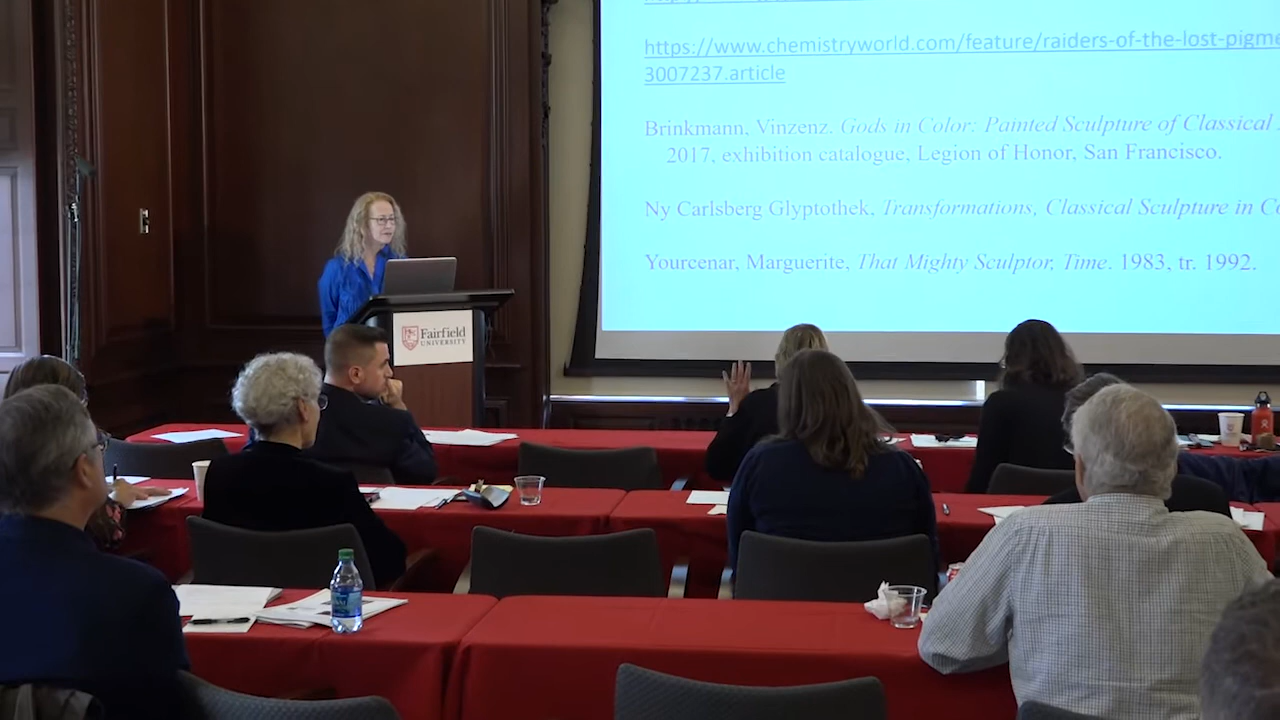 https://www.chemistryworld.com/feature/raiders-of-the-lost-pigme
3007237.article
Brinkmann, Vinzenz. Gods in Color: Painted Sculpture of Classical
2017, exhibition catalogue, Legion of Honor, San Francisco.
Ny Carlsberg Glyptothek, Transformations, Classical Sculpture in Co
Yourcenar, Marguerite, That Mighty Sculptor, Time. 1983, tr. 1992.
Fairfield
UNIVERSITY